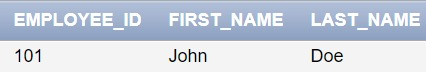 EMPLOYEE_ID FIRST_NAME LAST_NAME
101 John Doe